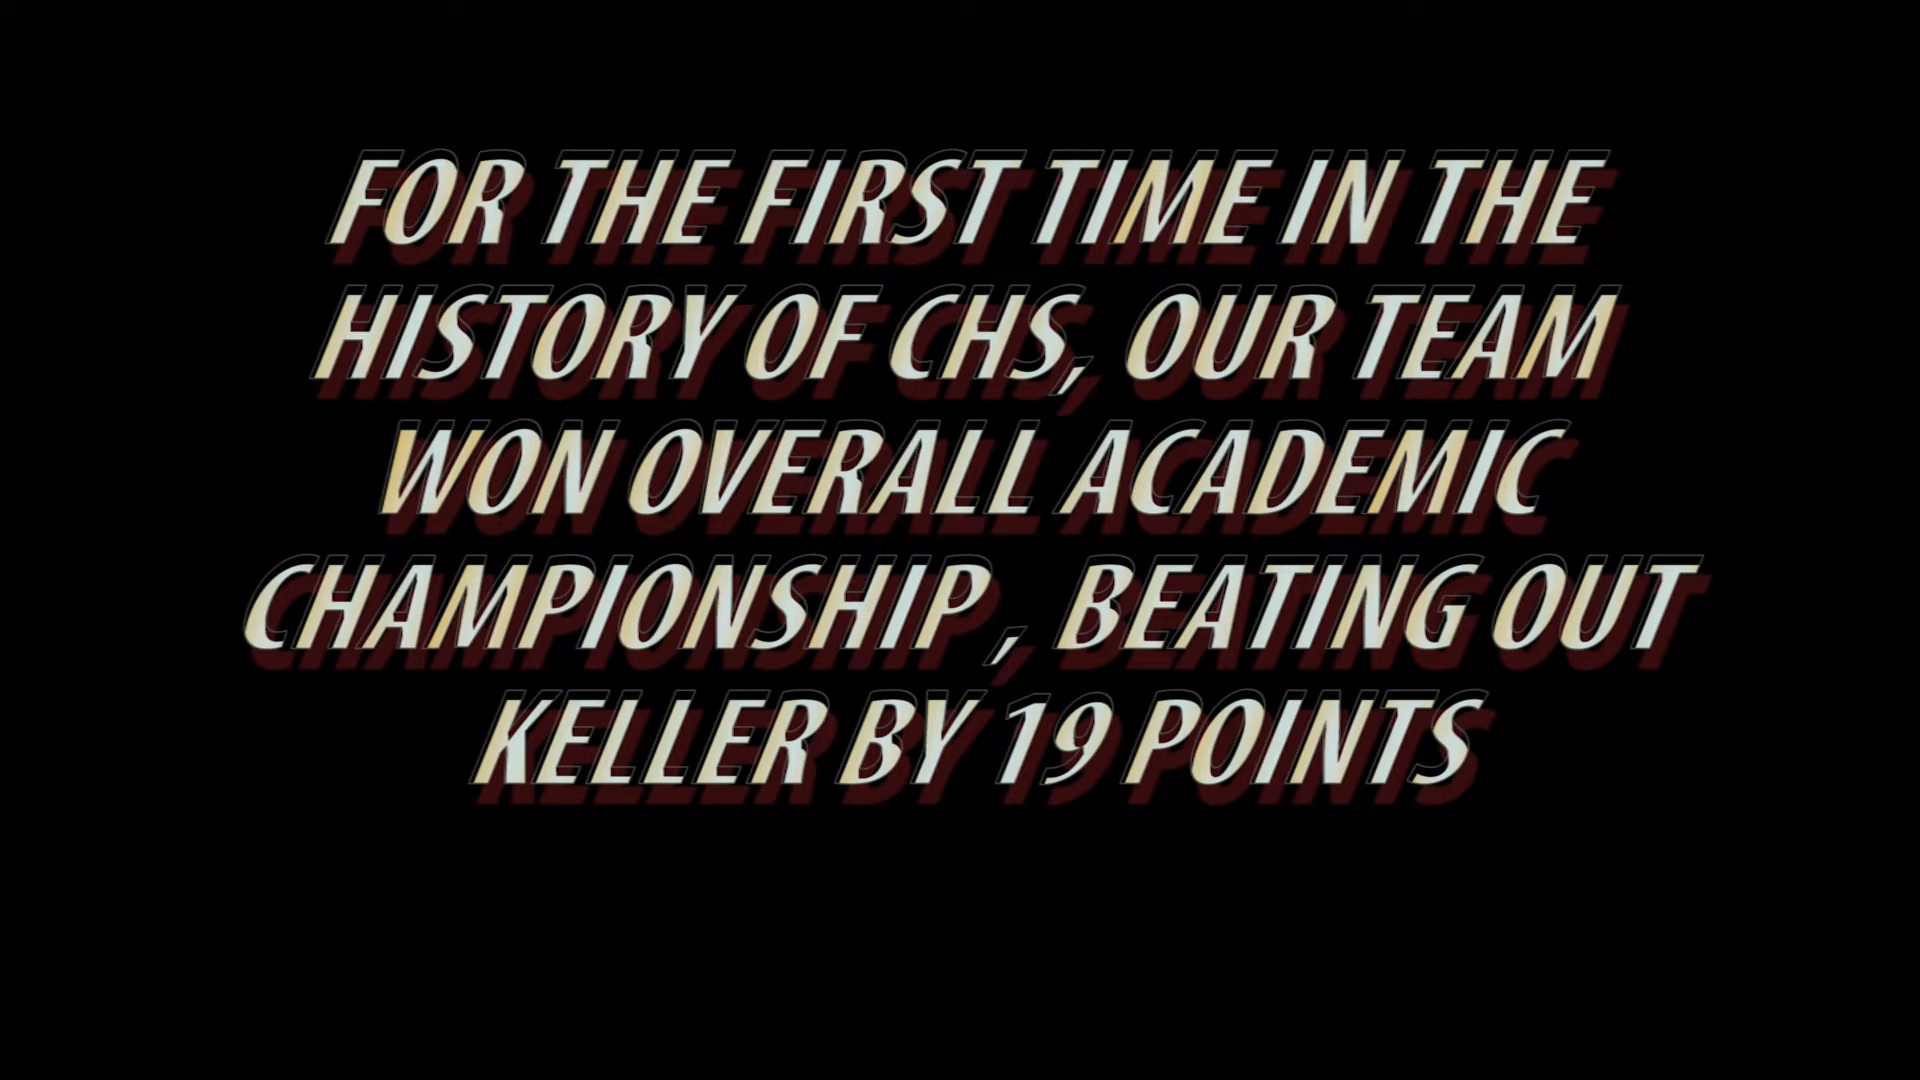 FOR THE FIRST TIME IN THE
HISTORY OF CHS, OUR TEAM
WON OVERALL ACADEMIC
CHAMPIONSHIP , BEATING OUT
KELLER BY 19 POINTS